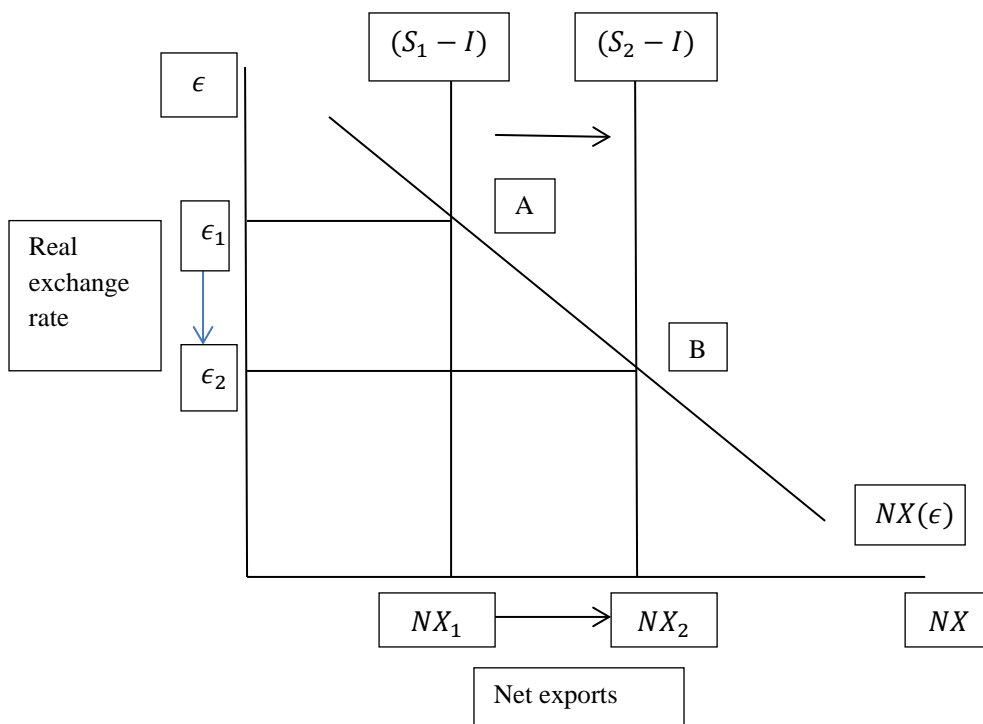 (𝑆₁ − 𝐼)
(𝑆₂ − 𝐼)
𝜖
A
𝜖₁
Real
exchange
rate
B
𝜖₂
𝑁𝑋(𝜖)
𝑁𝑋₁
𝑁𝑋₂
𝑁𝑋
Net exports